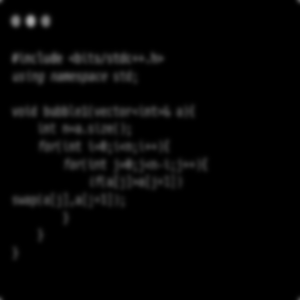 #include <bits/stdc++.h>
using namespace std;
void bubble(vector<int>& a){
int n=a.size();
for(int i=0;i<n;i++){
for(int j=0;j<n-i;j++){
if(a[j]>a[j+1])
swap(a[j],a[j+1]);
}
}
}